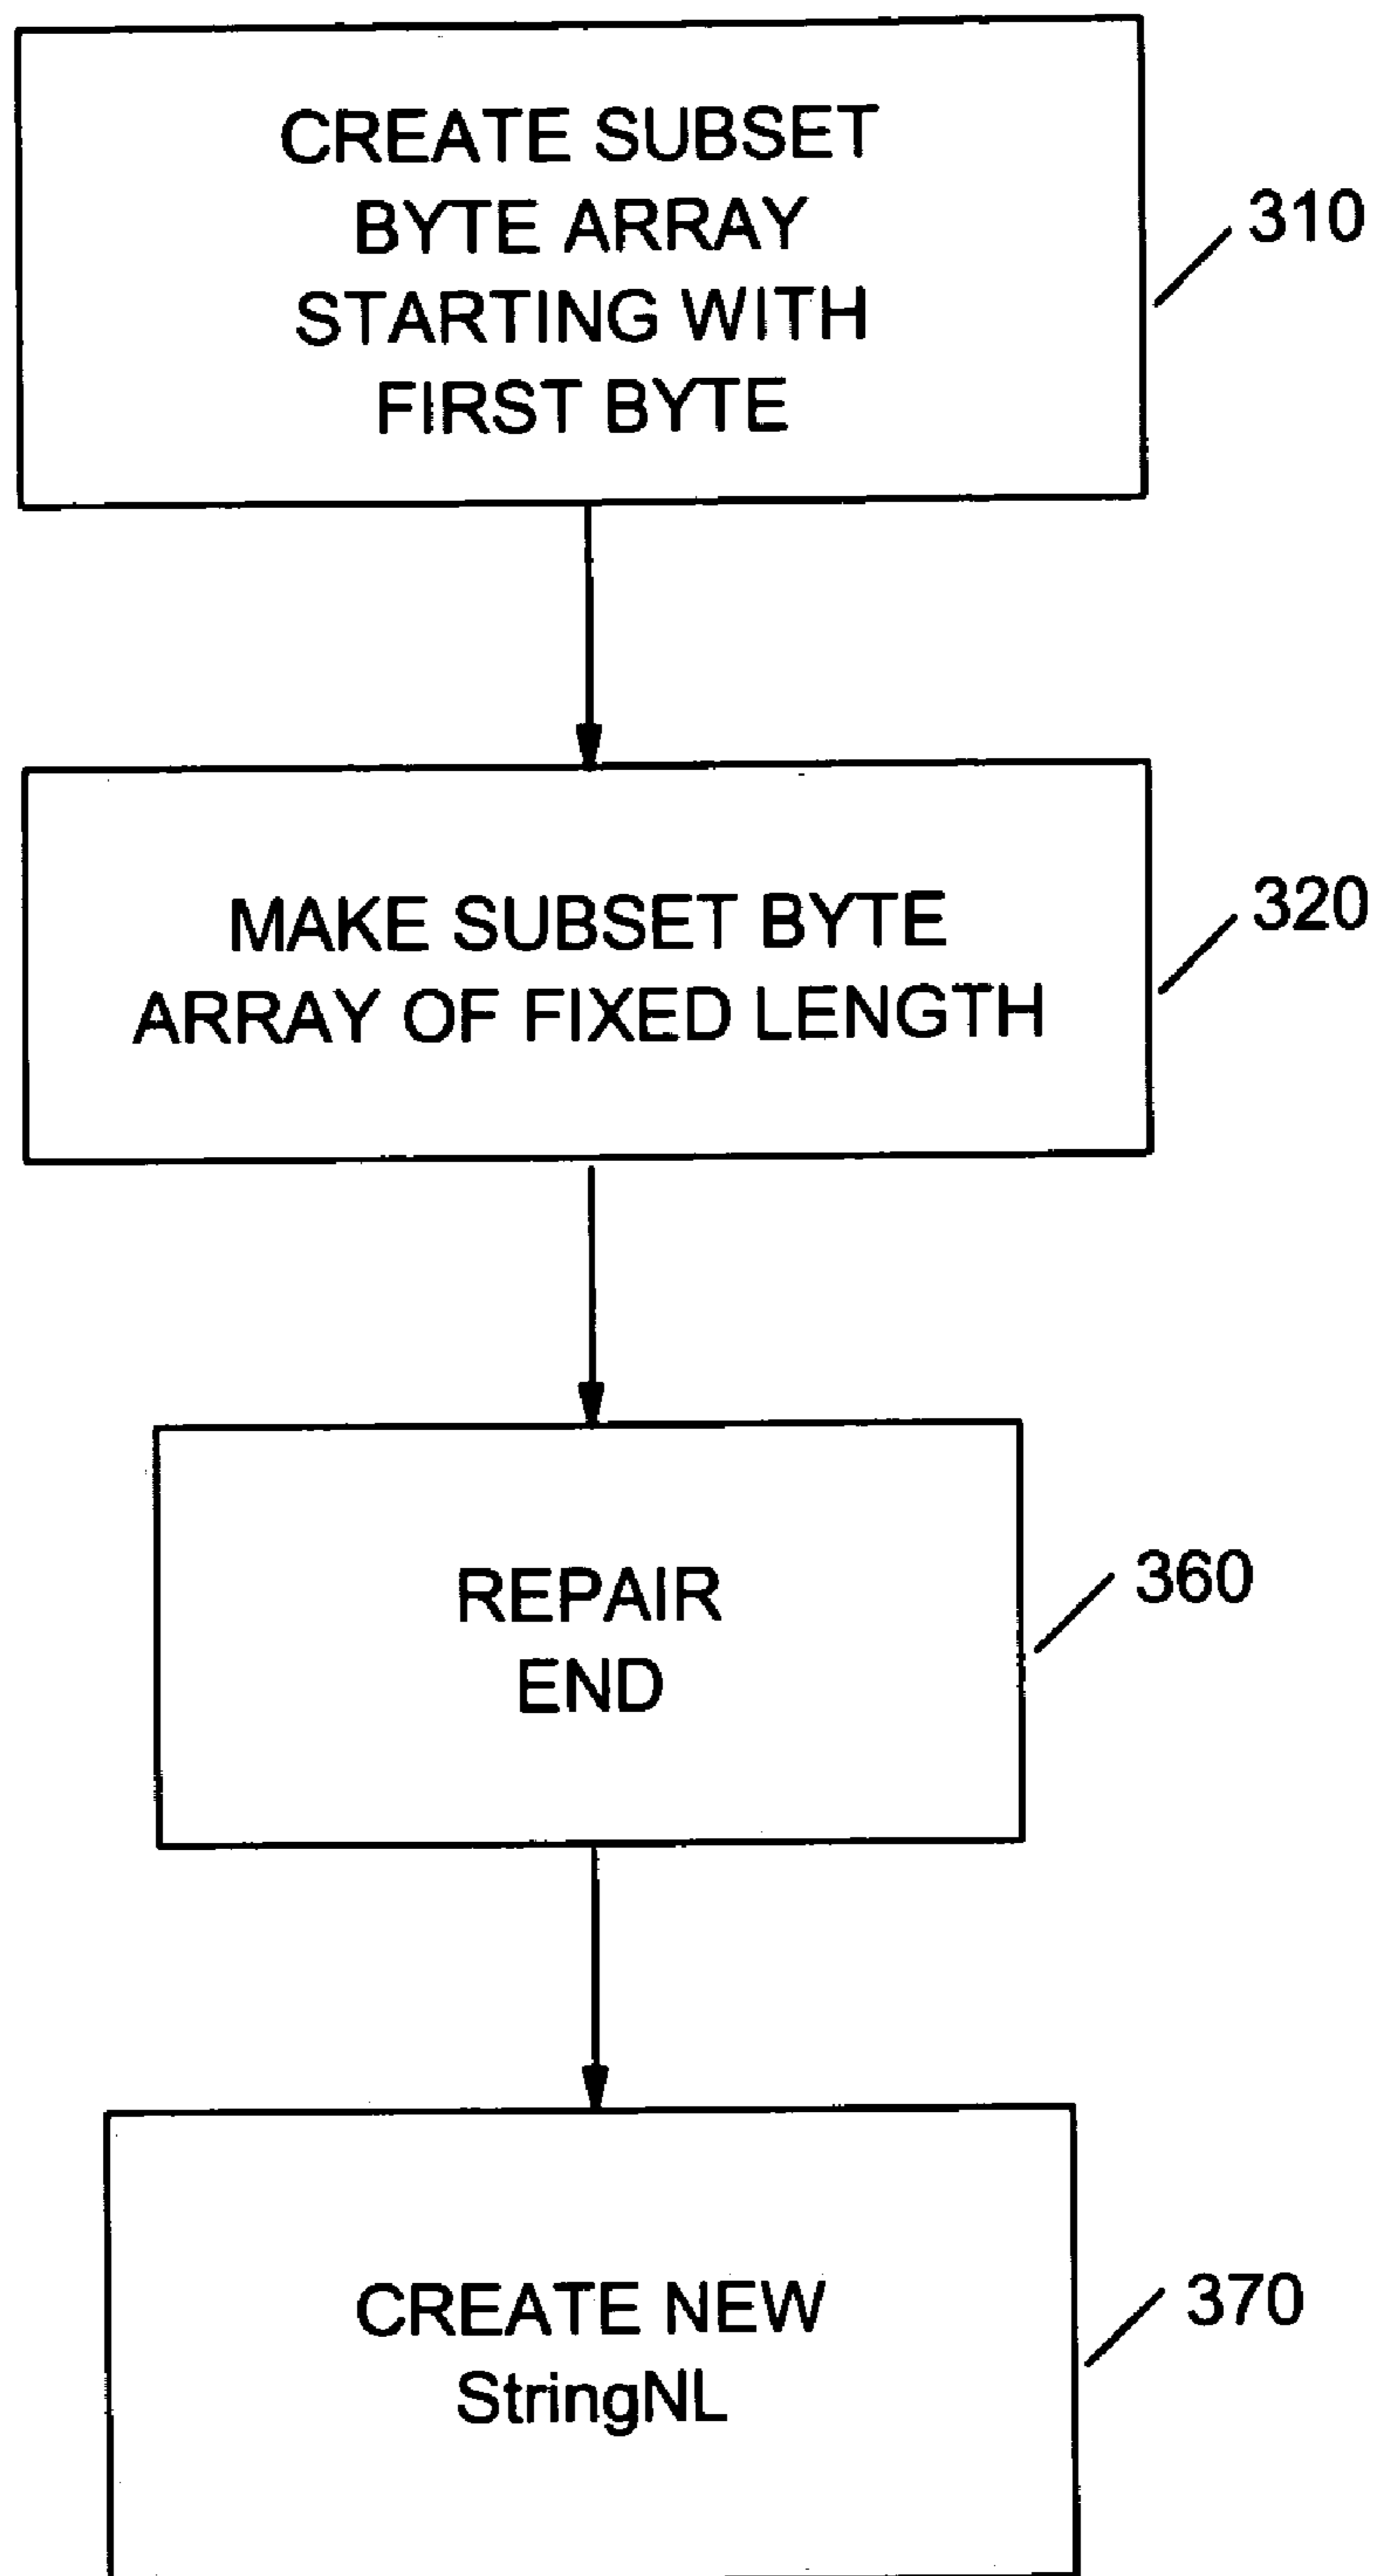 CREATE SUBSET
BYTE ARRAY
STARTING WITH
FIRST BYTE
310
MAKE SUBSET BYTE
ARRAY OF FIXED LENGTH
320
REPAIR
END
360
CREATE NEW
StringNL
370